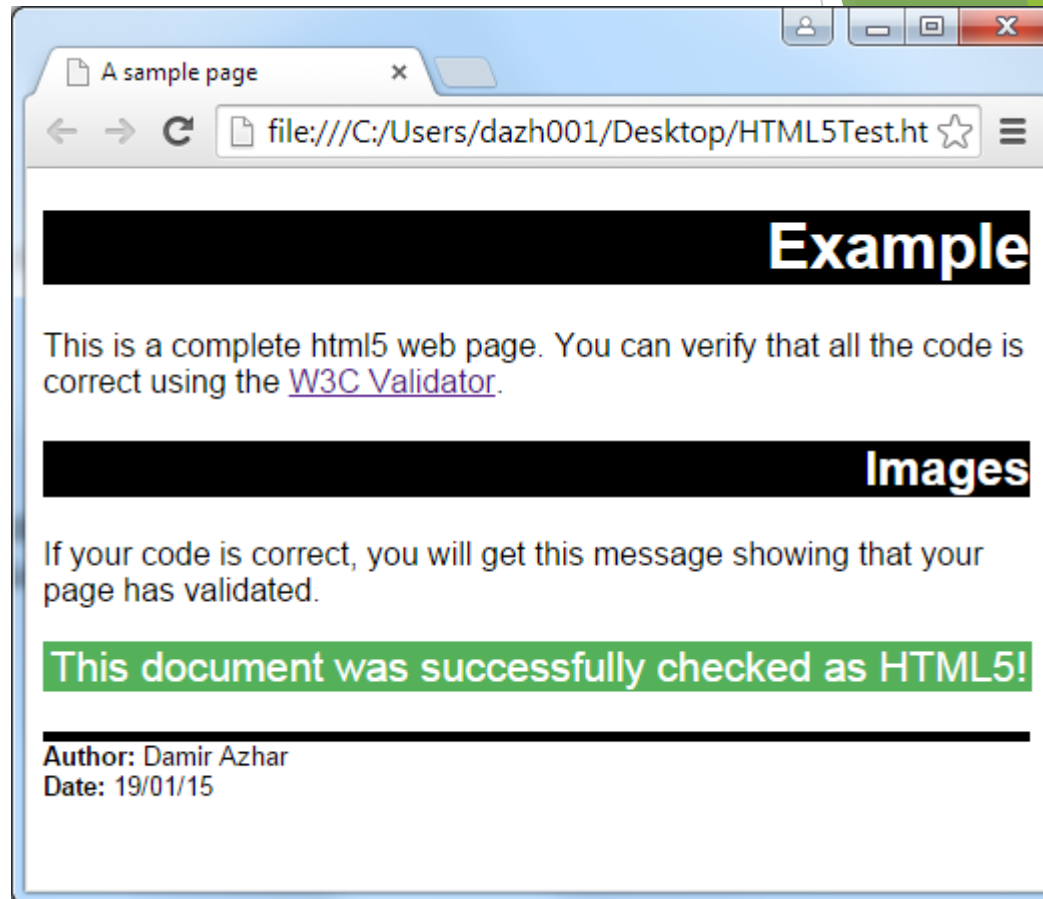 A sample page
file:///C:/Users/dazh001/Desktop/HTML5Test.ht
Example
This is a complete html5 web page. You can verify that all the code is
correct using the W3C Validator.
Images
If your code is correct, you will get this message showing that your
page has validated.
This document was successfully checked as HTML5!
Author: Damir Azhar
Date: 19/01/15